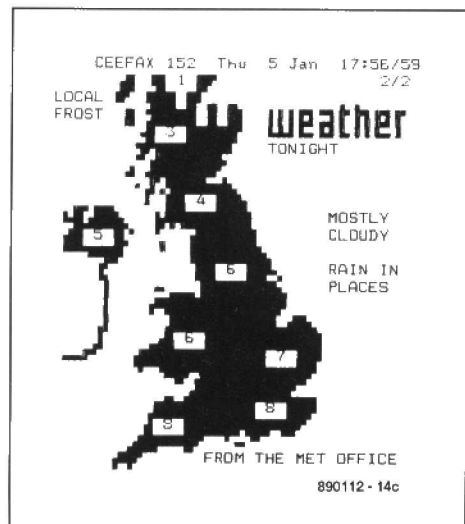 CEEFAX 152 Thu 5 Jan 17:56/59
1 2/2
LOCAL
FROST
weather
3
TONIGHT
4
MOSTLY
CLOUDY
5
6
RAIN IN
PLACES
6
7
8
9
FROM THE MET OFFICE
890112 - 14c